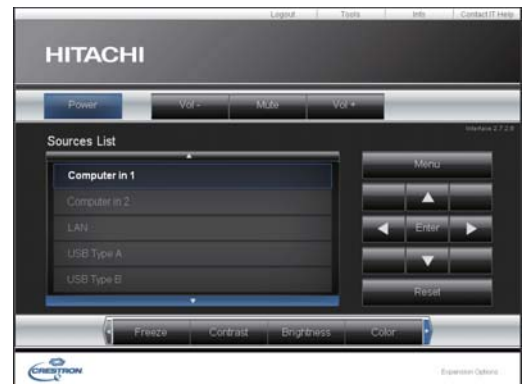 Logout Tools Info Contact IT Help
HITACHI
Power Vol - Mute Vol +
Interface 2.7.2.8
Sources List
Computer in 1
Computer in 2
LAN
USB Type A
USB Type B
Menu
Enter
Reset
Freeze Contrast Brightness Color
CRESTRON
Expansion Options